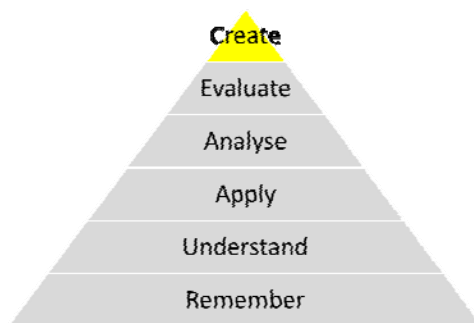 Create
Evaluate
Analyse
Apply
Understand
Remember